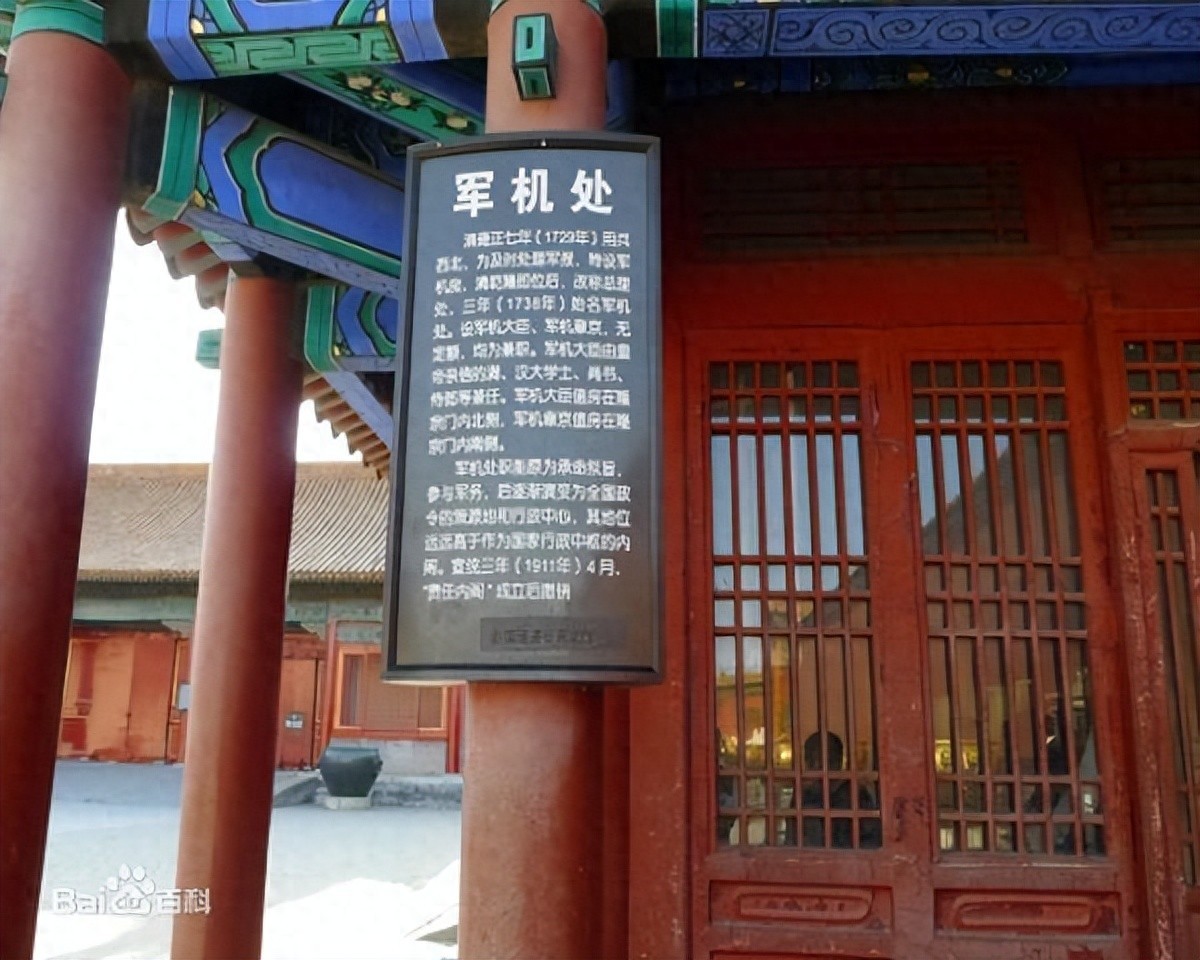 军机处
清雍正七年（1729年）用兵
西北，为及时处理军报，始设军
机房，清乾隆即位后，改称总理
处，三年（1738年）始名军机
处。设军机大臣、军机章京，无
定额，均为兼职。军机大臣由皇
帝亲信的满、汉大学士、尚书、
侍郎等兼任。军机大臣值房在隆
宗门内北侧，军机章京值房在隆
宗门内南侧。
军机处职能原为承命拟旨，
参与军务，后逐渐演变为全国政
令的策源地和行政中心，其地位
远远高于作为国家行政中枢的内
阁。宣统三年（1911年）4月，
“责任内阁”成立后撤销
Bai百科